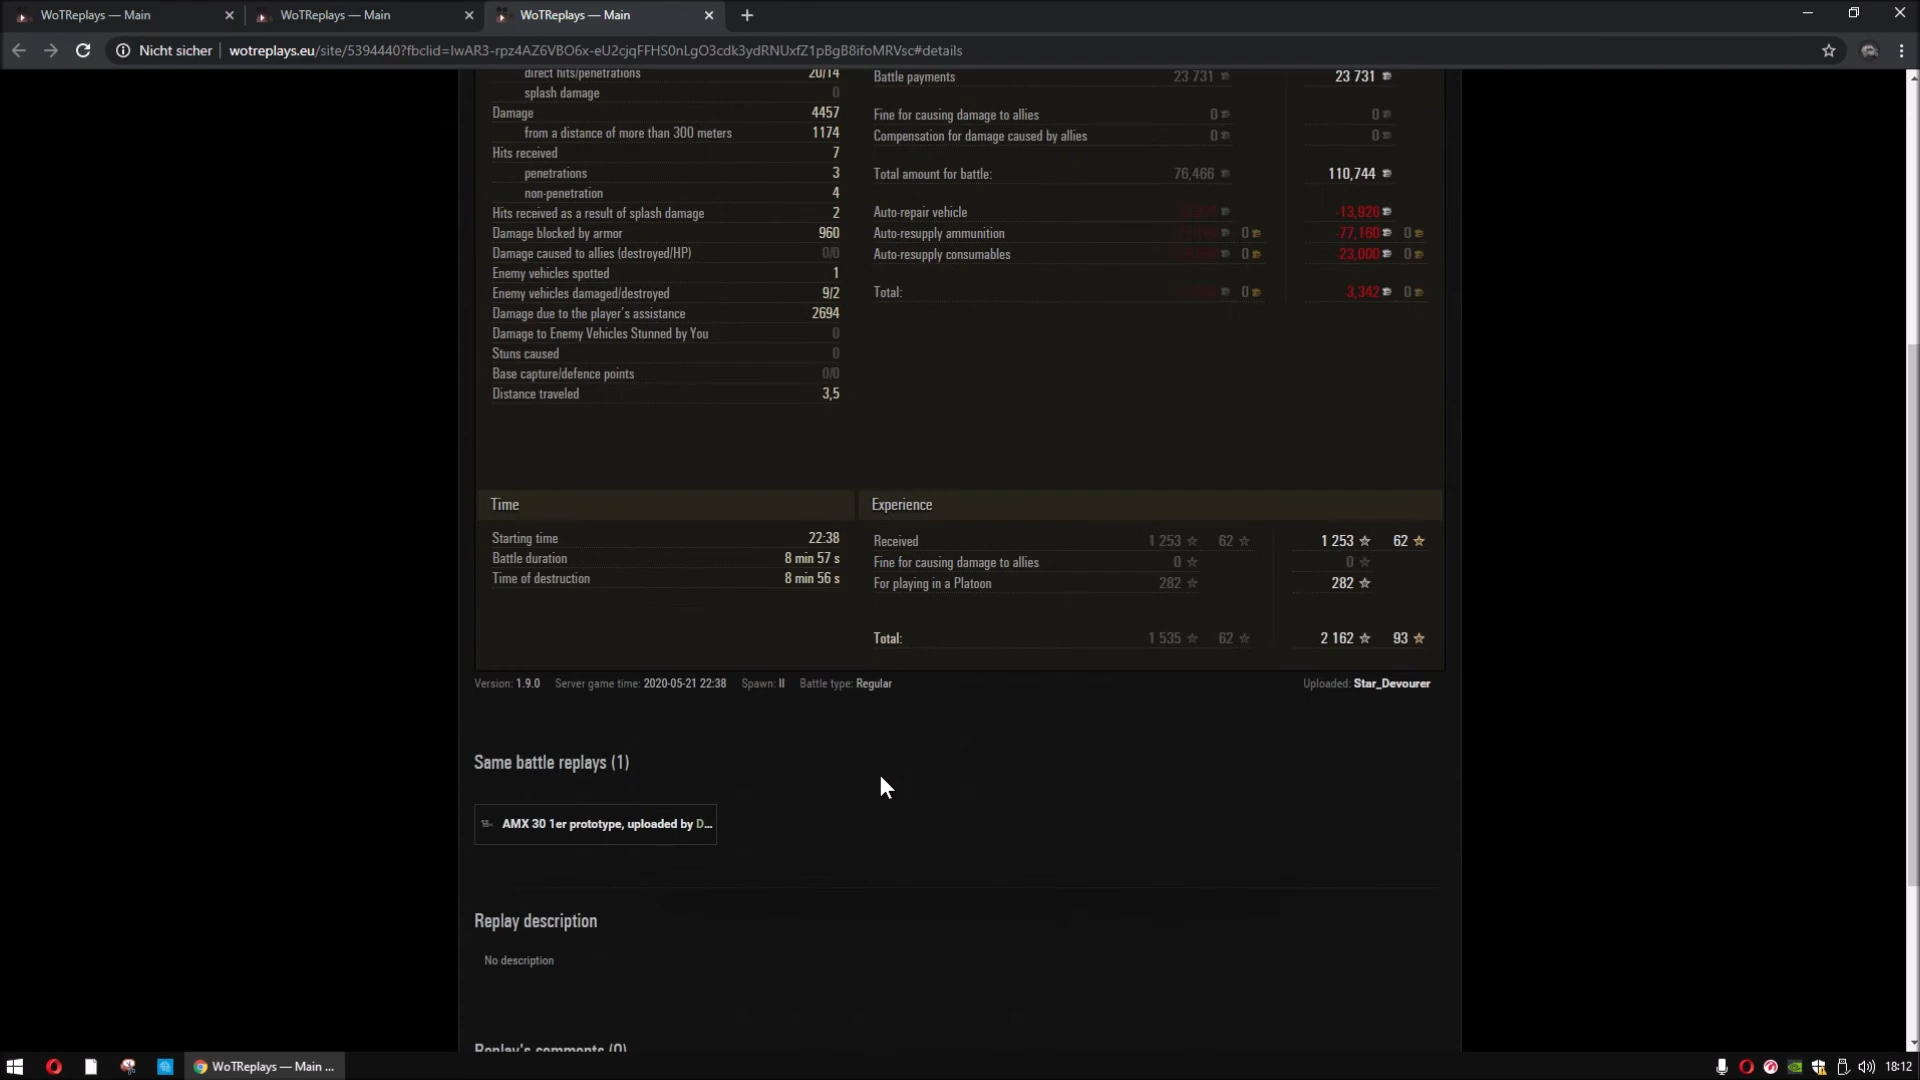 WoTReplays — Main
WoTReplays — Main
WoTReplays — Main
Nicht sicher
wotreplays.eu/site/5394440?fbclid=IwAR3-rpz4AZ6VBO6x-eU2cjqFFHS0nLgO3cdk3ydRNUxfZ1pBgB8ifoMRVsc#details
direct hits/penetrations 20/14
splash damage 0
Damage 4457
from a distance of more than 300 meters 1174
Hits received 7
penetrations 3
non-penetration 4
Hits received as a result of splash damage 2
Damage blocked by armor 960
Damage caused to allies (destroyed/HP) 0/0
Enemy vehicles spotted 1
Enemy vehicles damaged/destroyed 9/2
Damage due to the player's assistance 2694
Damage to Enemy Vehicles Stunned by You 0
Stuns caused 0
Base capture/defence points 0/0
Distance traveled 3,5
Battle payments 23 731 23 731
Fine for causing damage to allies 0 0
Compensation for damage caused by allies 0 0
Total amount for battle: 76,466 110,744
Auto-repair vehicle -13,926
Auto-resupply ammunition 0 -77,160 0
Auto-resupply consumables 0 -23,000 0
Total: 0 -3,342 0
Time
Starting time 22:38
Battle duration 8 min 57 s
Time of destruction 8 min 56 s
Experience
Received 1 253 62 1 253 62
Fine for causing damage to allies 0 0
For playing in a Platoon 282 282
Total: 1 535 62 2 162 93
Version: 1.9.0 Server game time: 2020-05-21 22:38 Spawn: II Battle type: Regular
Uploaded: Star_Devourer
Same battle replays (1)
AMX 30 1er prototype, uploaded by D...
Replay description
No description
Replay's comments (0)
WoTReplays — Main ...
18:12